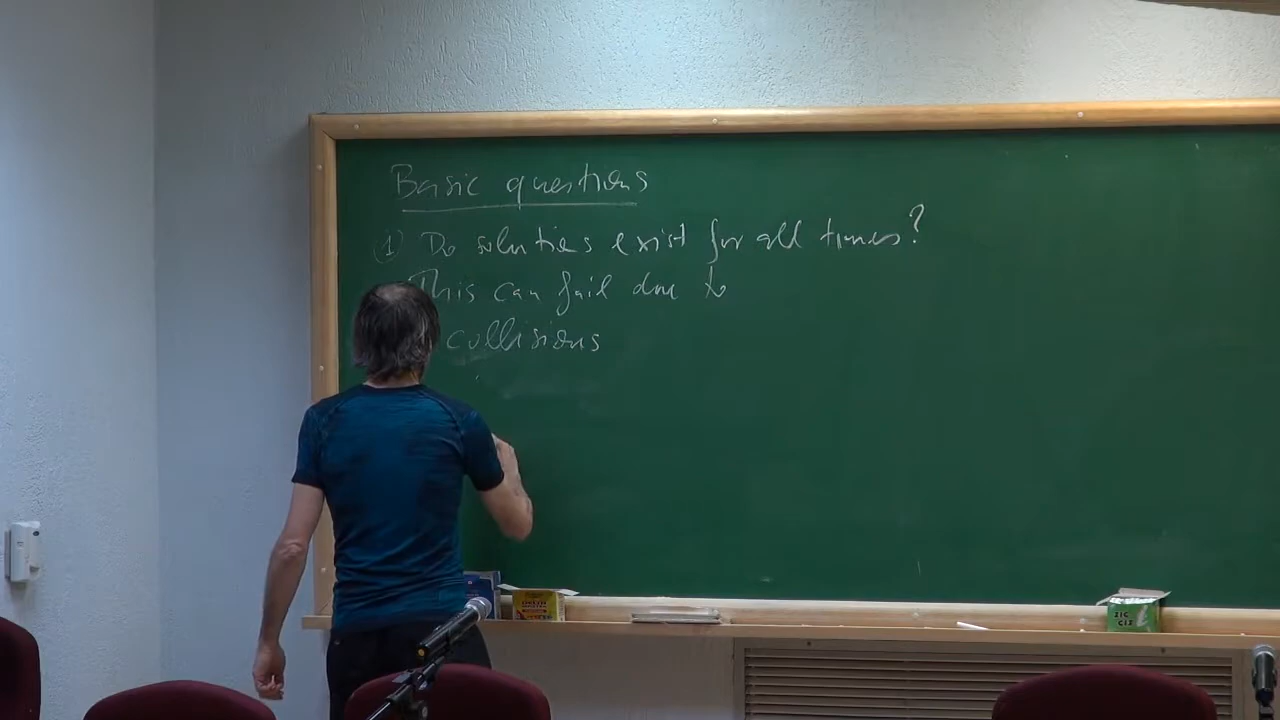 Basic questions
① Do solutions exist for all times?
This can fail due to
collisions